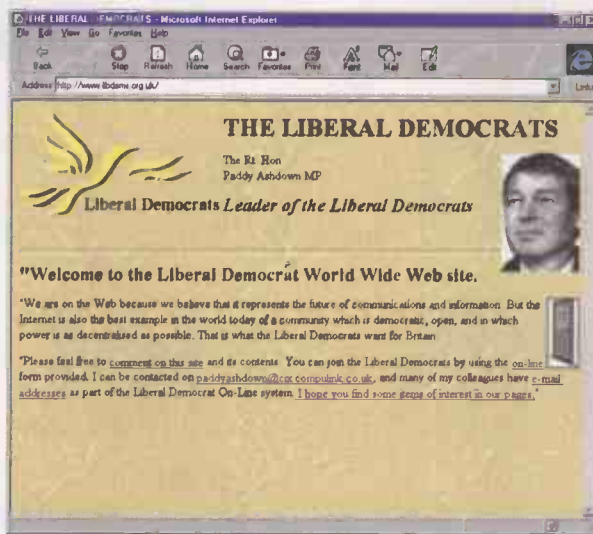 THE LIBERAL DEMOCRATS - Microsoft Internet Explorer
File Edit View Go Favorites Help
Back Stop Refresh Home Search Favorites Print Font Mail Edit
Address http://www.libdems.org.uk/ Links
THE LIBERAL DEMOCRATS
The Rt Hon
Paddy Ashdown MP
Liberal Democrats Leader of the Liberal Democrats
"Welcome to the Liberal Democrat World Wide Web site.
"We are on the Web because we believe that it represents the future of communications and information. But the
Internet is also the best example in the world today of a community which is democratic, open, and in which
power is as decentralised as possible. That is what the Liberal Democrats want for Britain
"Please feel free to comment on this site and its contents. You can join the Liberal Democrats by using the on-line
form provided. I can be contacted on paddyashdown@cix.compulink.co.uk, and many of my colleagues have e-mail
addresses as part of the Liberal Democrat On-Line system. I hope you find some items of interest in our pages."